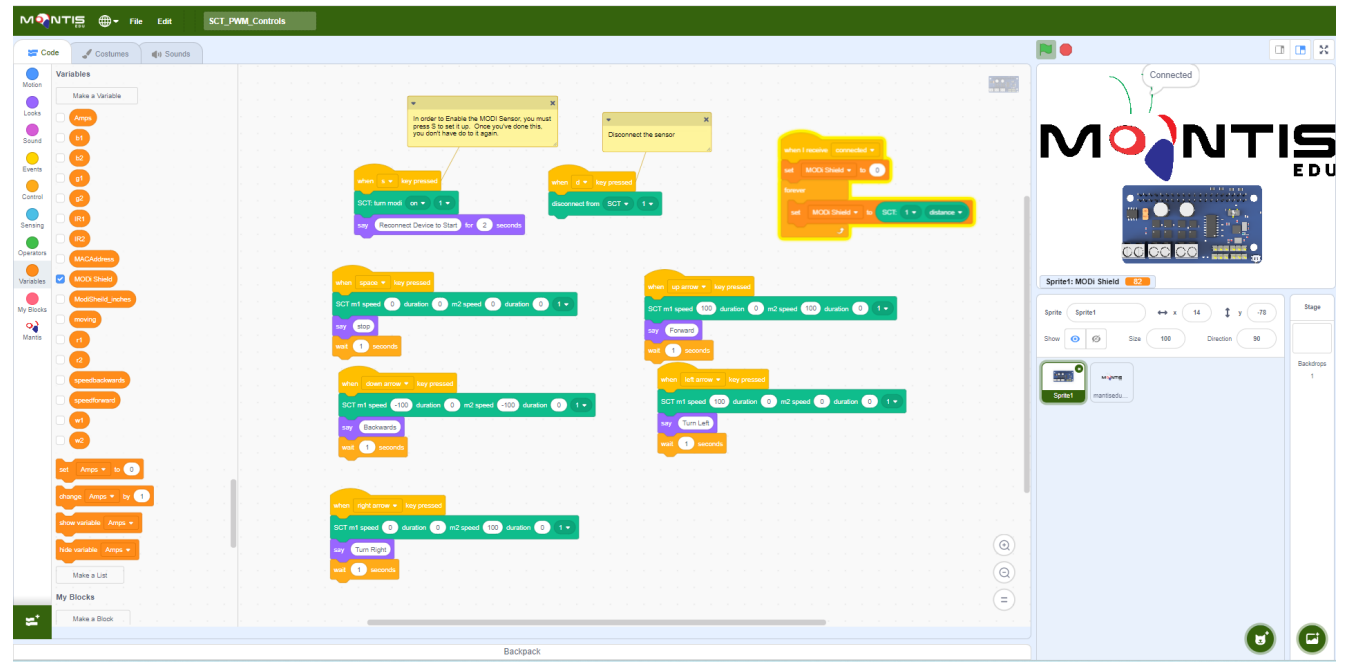 MANTIS EDU File Edit SCT_PWM_Controls
Code Costumes Sounds
Motion
Looks
Sound
Events
Control
Sensing
Operators
Variables
My Blocks
Mantis
Variables
Make a Variable
Amps
b1
b2
g1
g2
IR1
IR2
MACAddress
MODi Shield
ModiSheild_inches
moving
r1
r2
speedbackwards
speedforward
w1
w2
set Amps to 0
change Amps by 1
show variable Amps
hide variable Amps
Make a List
My Blocks
Make a Block
In order to Enable the MODI Sensor, you must
press S to set it up. Once you've done this,
you don't have do to it again.
Disconnect the sensor
when s key pressed
SCT: turn modi on 1
say Reconnect Device to Start for 2 seconds
when d key pressed
disconnect from SCT 1
when I receive connected
set MODi Shield to 0
forever
set MODi Shield to SCT: 1 distance
when space key pressed
SCT m1 speed 0 duration 0 m2 speed 0 duration 0 1
say stop
wait 1 seconds
when up arrow key pressed
SCT m1 speed 100 duration 0 m2 speed 100 duration 0 1
say Forward
wait 1 seconds
when down arrow key pressed
SCT m1 speed -100 duration 0 m2 speed -100 duration 0 1
say Backwards
wait 1 seconds
when left arrow key pressed
SCT m1 speed 100 duration 0 m2 speed 0 duration 0 1
say Turn Left
wait 1 seconds
when right arrow key pressed
SCT m1 speed 0 duration 0 m2 speed 100 duration 0 1
say Turn Right
wait 1 seconds
Backpack
Connected
MANTIS
EDU
Sprite1: MODi Shield 82
Sprite Sprite1 x 14 y -78
Show Size 100 Direction 90
Sprite1
mantisedu...
Stage
Backdrops
1